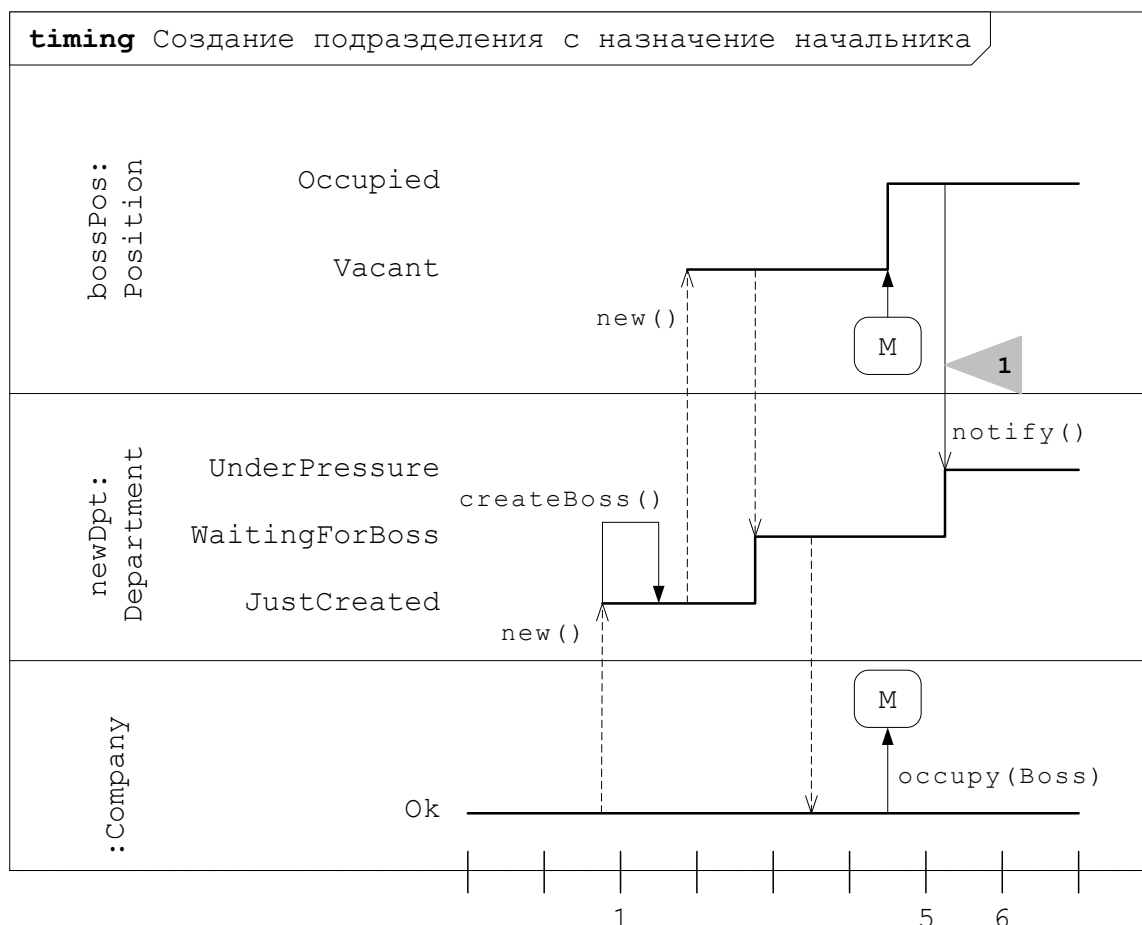 timing Создание подразделения с назначение начальника
bossPos:
Position
Occupied
Vacant
new()
M
1
notify()
newDpt:
Department
UnderPressure
createBoss()
WaitingForBoss
JustCreated
new()
:Company
M
occupy(Boss)
Ok
1 5 6